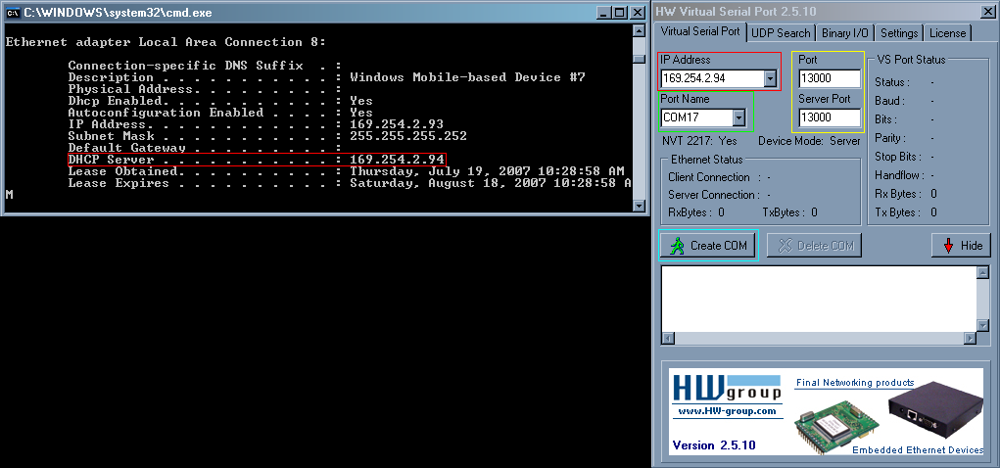 C:\WINDOWS\system32\cmd.exe
Ethernet adapter Local Area Connection 8:
Connection-specific DNS Suffix  . :
Description . . . . . . . . . . . : Windows Mobile-based Device #7
Physical Address. . . . . . . . . :
Dhcp Enabled. . . . . . . . . . . : Yes
Autoconfiguration Enabled . . . . : Yes
IP Address. . . . . . . . . . . . : 169.254.2.93
Subnet Mask . . . . . . . . . . . : 255.255.255.252
Default Gateway . . . . . . . . . :
DHCP Server . . . . . . . . . . . : 169.254.2.94
Lease Obtained. . . . . . . . . . : Thursday, July 19, 2007 10:28:58 AM
Lease Expires . . . . . . . . . . : Saturday, August 18, 2007 10:28:58 A
M
HW Virtual Serial Port 2.5.10
Virtual Serial Port UDP Search Binary I/O Settings License
IP Address
169.254.2.94
Port
13000
Port Name
COM17
Server Port
13000
NVT 2217: Yes Device Mode: Server
Ethernet Status
Client Connection : -
Server Connection : -
RxBytes : 0 TxBytes : 0
VS Port Status
Status : -
Baud : -
Bits : -
Parity : -
Stop Bits : -
Handflow : -
Rx Bytes : 0
Tx Bytes : 0
Create COM Delete COM Hide
HW group
www.HW-group.com
Version 2.5.10
Final Networking products
Embedded Ethernet Devices